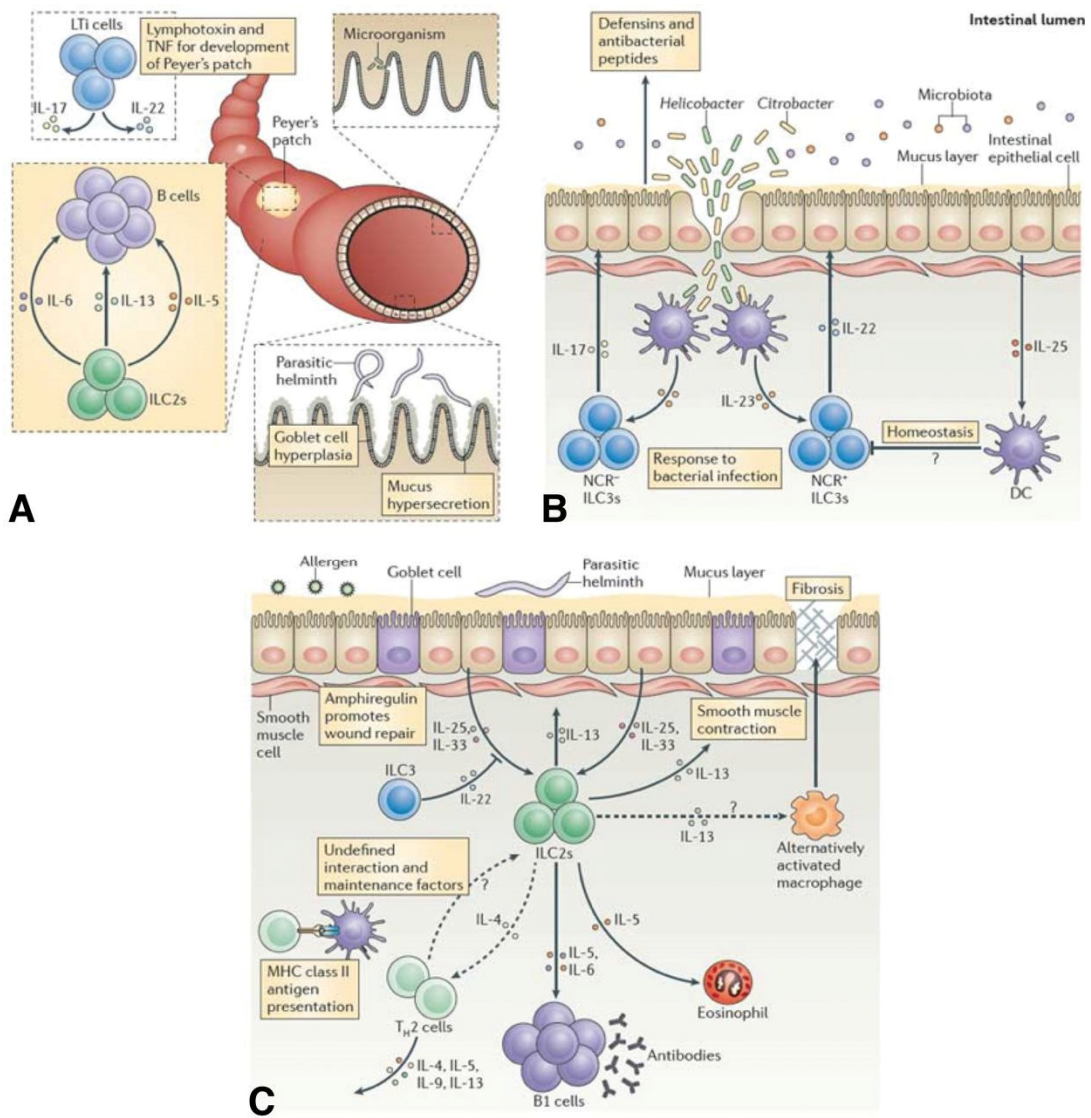 LTi cells
Lymphotoxin and
TNF for development
of Peyer's patch
IL-17
IL-22
Microorganism
Peyer's
patch
B cells
IL-6
IL-13
IL-5
ILC2s
Parasitic
helminth
Goblet cell
hyperplasia
Mucus
hypersecretion
A
Defensins and
antibacterial
peptides
Intestinal lumen
Helicobacter
Citrobacter
Microbiota
Mucus layer
Intestinal
epithelial cell
IL-17
IL-23
IL-22
IL-25
Homeostasis
?
Response to
bacterial infection
NCR⁻
ILC3s
NCR⁺
ILC3s
DC
B
Allergen
Goblet cell
Parasitic
helminth
Mucus layer
Fibrosis
Smooth
muscle
cell
Amphiregulin
promotes
wound repair
IL-25,
IL-33
IL-13
IL-25,
IL-33
Smooth muscle
contraction
ILC3
IL-22
IL-13
?
IL-13
ILC2s
Alternatively
activated
macrophage
Undefined
interaction and
maintenance factors
?
IL-4
IL-5
IL-5,
IL-6
MHC class II
antigen
presentation
TH2 cells
Eosinophil
Antibodies
IL-4, IL-5,
IL-9, IL-13
B1 cells
C